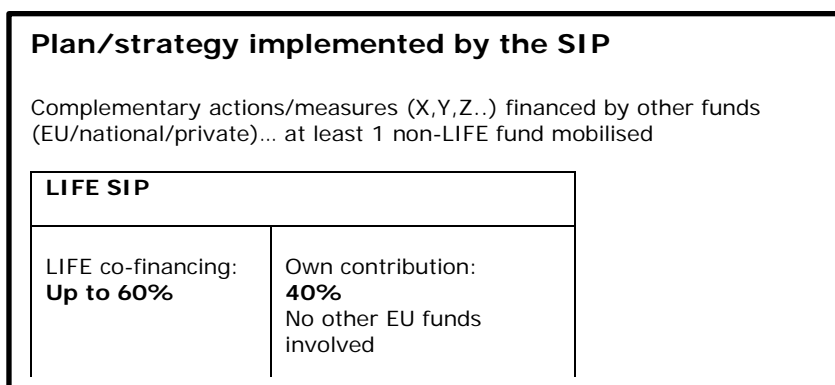 Plan/strategy implemented by the SIP
Complementary actions/measures (X,Y,Z..) financed by other funds
(EU/national/private)… at least 1 non-LIFE fund mobilised
LIFE SIP
LIFE co-financing:
Up to 60%
Own contribution:
40%
No other EU funds
involved